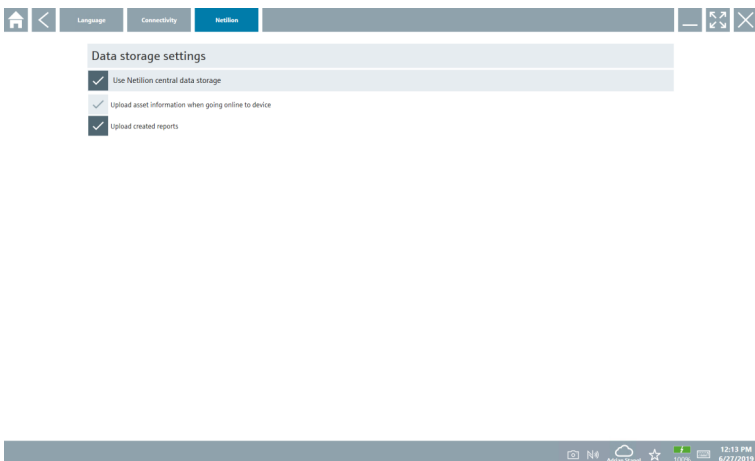 Language Connectivity Netilion
Data storage settings
Use Netilion central data storage
Upload asset information when going online to device
Upload created reports
100% 12:13 PM
6/27/2019